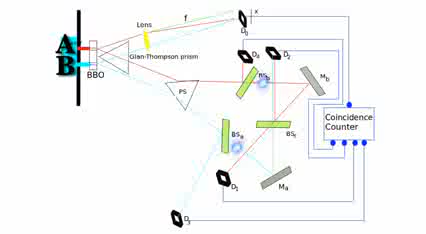 Lens
f
x
D0
A
B
BBO
Glan-Thompson prism
D4
D2
BSb
Mb
PS
Coincidence
Counter
BSa
BSc
D1
Ma
D3